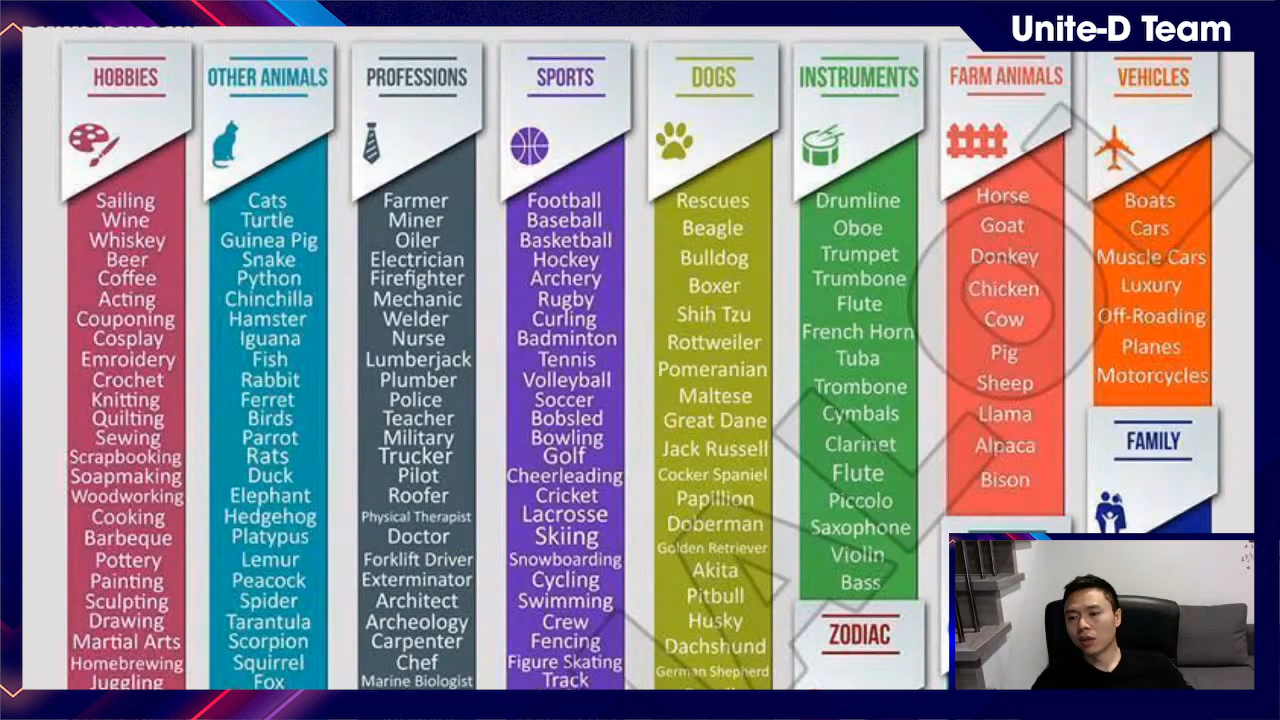 Unite-D Team
HOBBIES
Sailing
Wine
Whiskey
Beer
Coffee
Acting
Couponing
Cosplay
Emroidery
Crochet
Knitting
Quilting
Sewing
Scrapbooking
Soapmaking
Woodworking
Cooking
Barbeque
Pottery
Painting
Sculpting
Drawing
Martial Arts
Homebrewing
Juggling
OTHER ANIMALS
Cats
Turtle
Guinea Pig
Snake
Python
Chinchilla
Hamster
Iguana
Fish
Rabbit
Ferret
Birds
Parrot
Rats
Duck
Elephant
Hedgehog
Platypus
Lemur
Peacock
Spider
Tarantula
Scorpion
Squirrel
Fox
PROFESSIONS
Farmer
Miner
Oiler
Electrician
Firefighter
Mechanic
Welder
Nurse
Lumberjack
Plumber
Police
Teacher
Military
Trucker
Pilot
Roofer
Physical Therapist
Doctor
Forklift Driver
Exterminator
Architect
Archeology
Carpenter
Chef
Marine Biologist
SPORTS
Football
Baseball
Basketball
Hockey
Archery
Rugby
Curling
Badminton
Tennis
Volleyball
Soccer
Bobsled
Bowling
Golf
Cheerleading
Cricket
Lacrosse
Skiing
Snowboarding
Cycling
Swimming
Crew
Fencing
Figure Skating
Track
DOGS
Rescues
Beagle
Bulldog
Boxer
Shih Tzu
Rottweiler
Pomeranian
Maltese
Great Dane
Jack Russell
Cocker Spaniel
Papillion
Doberman
Golden Retriever
Akita
Pitbull
Husky
Dachshund
German Shepherd
INSTRUMENTS
Drumline
Oboe
Trumpet
Trumbone
Flute
French Horn
Tuba
Trombone
Cymbals
Clarinet
Flute
Piccolo
Saxophone
Violin
Bass
ZODIAC
FARM ANIMALS
Horse
Goat
Donkey
Chicken
Cow
Pig
Sheep
Llama
Alpaca
Bison
VEHICLES
Boats
Cars
Muscle Cars
Luxury
Off-Roading
Planes
Motorcycles
FAMILY